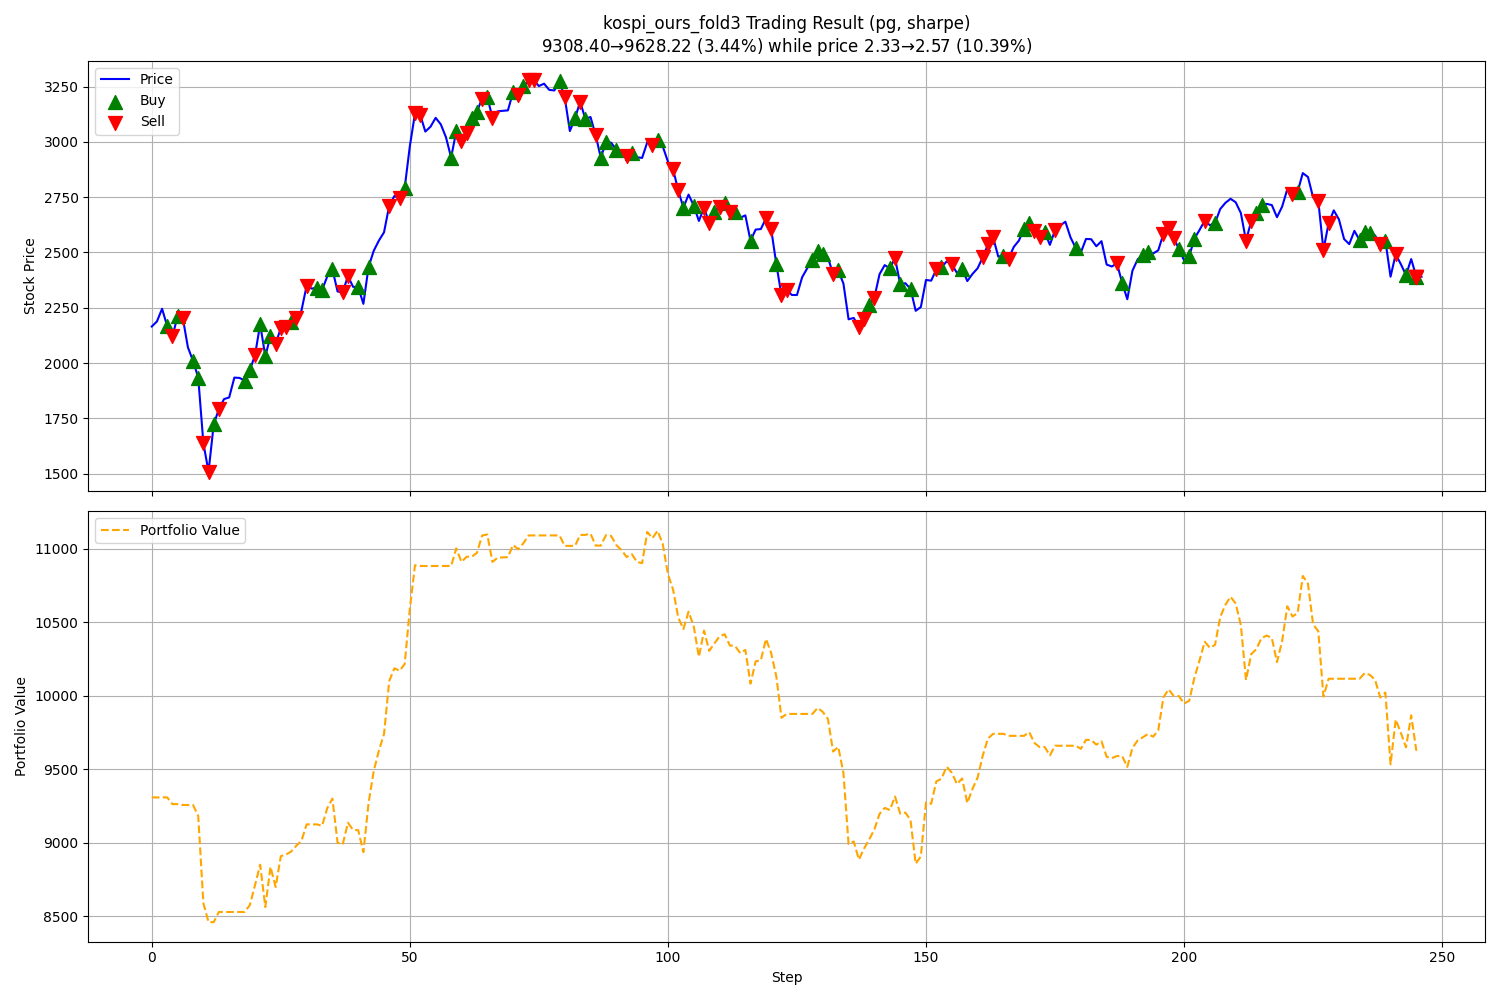 kospi_ours_fold3 Trading Result (pg, sharpe)
9308.40→9628.22 (3.44%) while price 2.33→2.57 (10.39%)
Price
Buy
Sell
Stock Price
3250
3000
2750
2500
2250
2000
1750
1500
Portfolio Value
Portfolio Value
11000
10500
10000
9500
9000
8500
0
50
100
150
200
250
Step